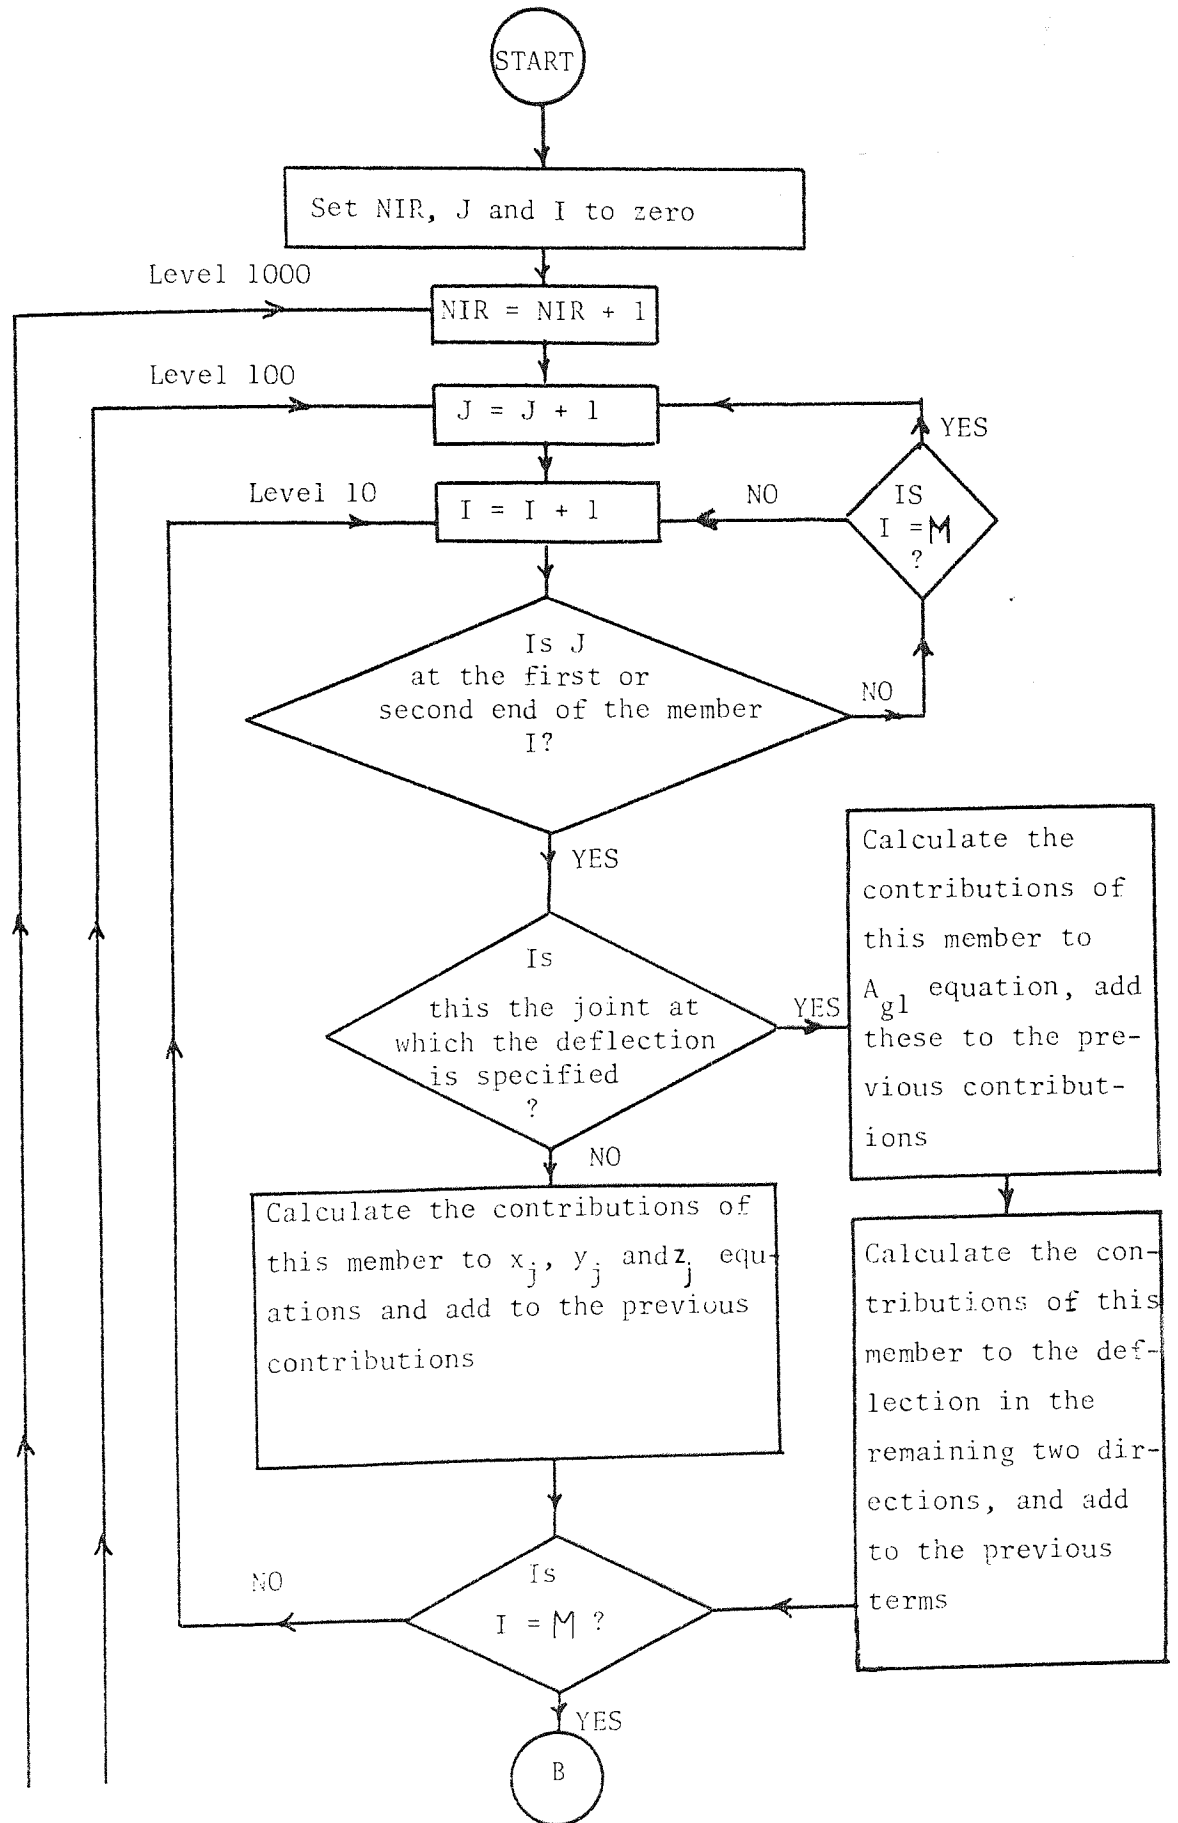 START
Set NIR, J and I to zero
Level 1000
NIR = NIR + 1
Level 100
J = J + 1
YES
Level 10
I = I + 1
NO
IS
I = M
?
Is J
at the first or
second end of the member
I?
NO
YES
Is
this the joint at
which the deflection
is specified
?
YES
Calculate the
contributions of
this member to
A_g1 equation, add
these to the pre-
vious contribut-
ions
NO
Calculate the contributions of
this member to x_j, y_j and z_j equ-
ations and add to the previous
contributions
Calculate the con-
tributions of this
member to the def-
lection in the
remaining two dir-
ections, and add
to the previous
terms
Is
I = M ?
NO
YES
B